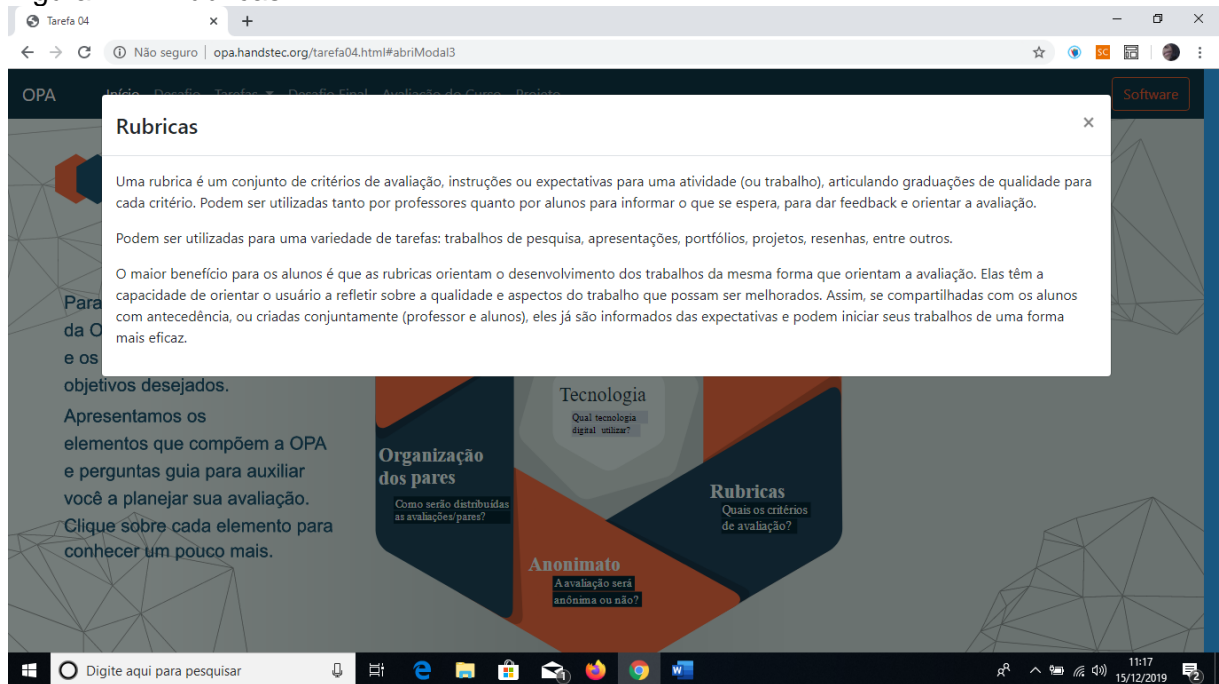 Tarefa 04
Não seguro | opa.handstec.org/tarefa04.html#abriModal3
OPA Início Desafio Tarefas Desafio Final Avaliação do Curso Projeto Software
Rubricas
Uma rubrica é um conjunto de critérios de avaliação, instruções ou expectativas para uma atividade (ou trabalho), articulando graduações de qualidade para
cada critério. Podem ser utilizadas tanto por professores quanto por alunos para informar o que se espera, para dar feedback e orientar a avaliação.
Podem ser utilizadas para uma variedade de tarefas: trabalhos de pesquisa, apresentações, portfólios, projetos, resenhas, entre outros.
O maior benefício para os alunos é que as rubricas orientam o desenvolvimento dos trabalhos da mesma forma que orientam a avaliação. Elas têm a
capacidade de orientar o usuário a refletir sobre a qualidade e aspectos do trabalho que possam ser melhorados. Assim, se compartilhadas com os alunos
com antecedência, ou criadas conjuntamente (professor e alunos), eles já são informados das expectativas e podem iniciar seus trabalhos de uma forma
mais eficaz.
Para
da O
e os
objetivos desejados.
Apresentamos os
elementos que compõem a OPA
e perguntas guia para auxiliar
você a planejar sua avaliação.
Clique sobre cada elemento para
conhecer um pouco mais.
Tecnologia
Qual tecnologia
digital utilizar?
Organização
dos pares
Como serão distribuídas
as avaliações/pares?
Rubricas
Quais os critérios
de avaliação?
Anonimato
A avaliação será
anônima ou não?
Digite aqui para pesquisar
11:17
15/12/2019
2